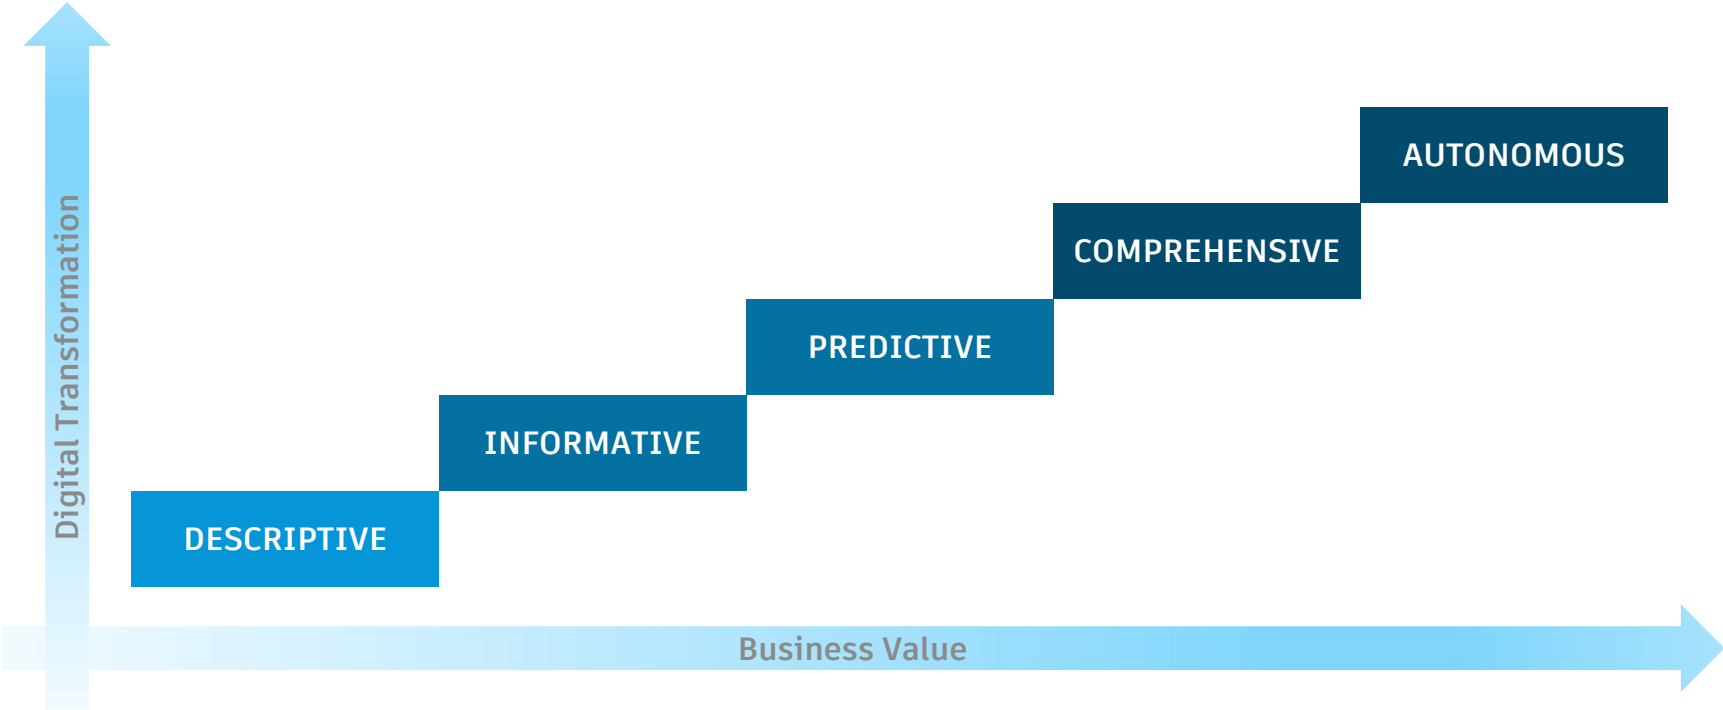 Digital Transformation
AUTONOMOUS
COMPREHENSIVE
PREDICTIVE
INFORMATIVE
DESCRIPTIVE
Business Value